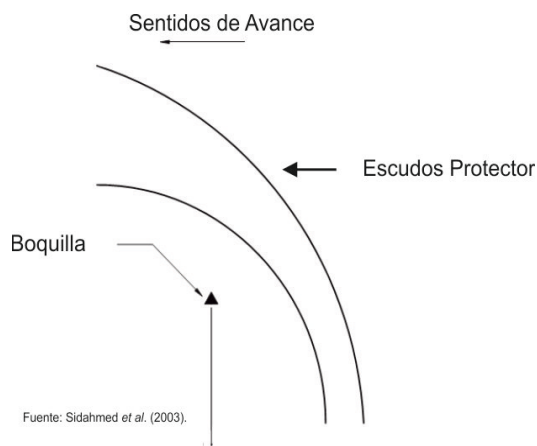 Sentidos de Avance
Escudos Protector
Boquilla
Fuente: Sidahmed et al. (2003).